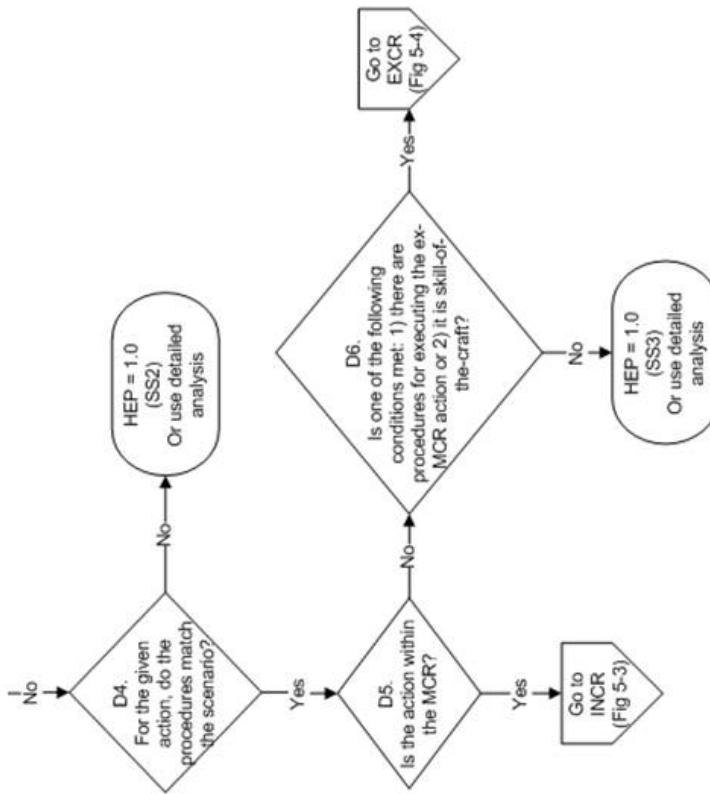 No
D4.
For the given
action, do the
procedures match
the scenario?
No
HEP = 1.0
(SS2)
Or use detailed
analysis
Yes
D5.
Is the action within
the MCR?
No
D6.
Is one of the following
conditions met: 1) there are
procedures for executing the ex-
MCR action or 2) it is skill-of-
the-craft?
Yes
Go to
EXCR
(Fig 5-4)
Yes
Go to
INCR
(Fig 5-3)
No
HEP = 1.0
(SS3)
Or use detailed
analysis